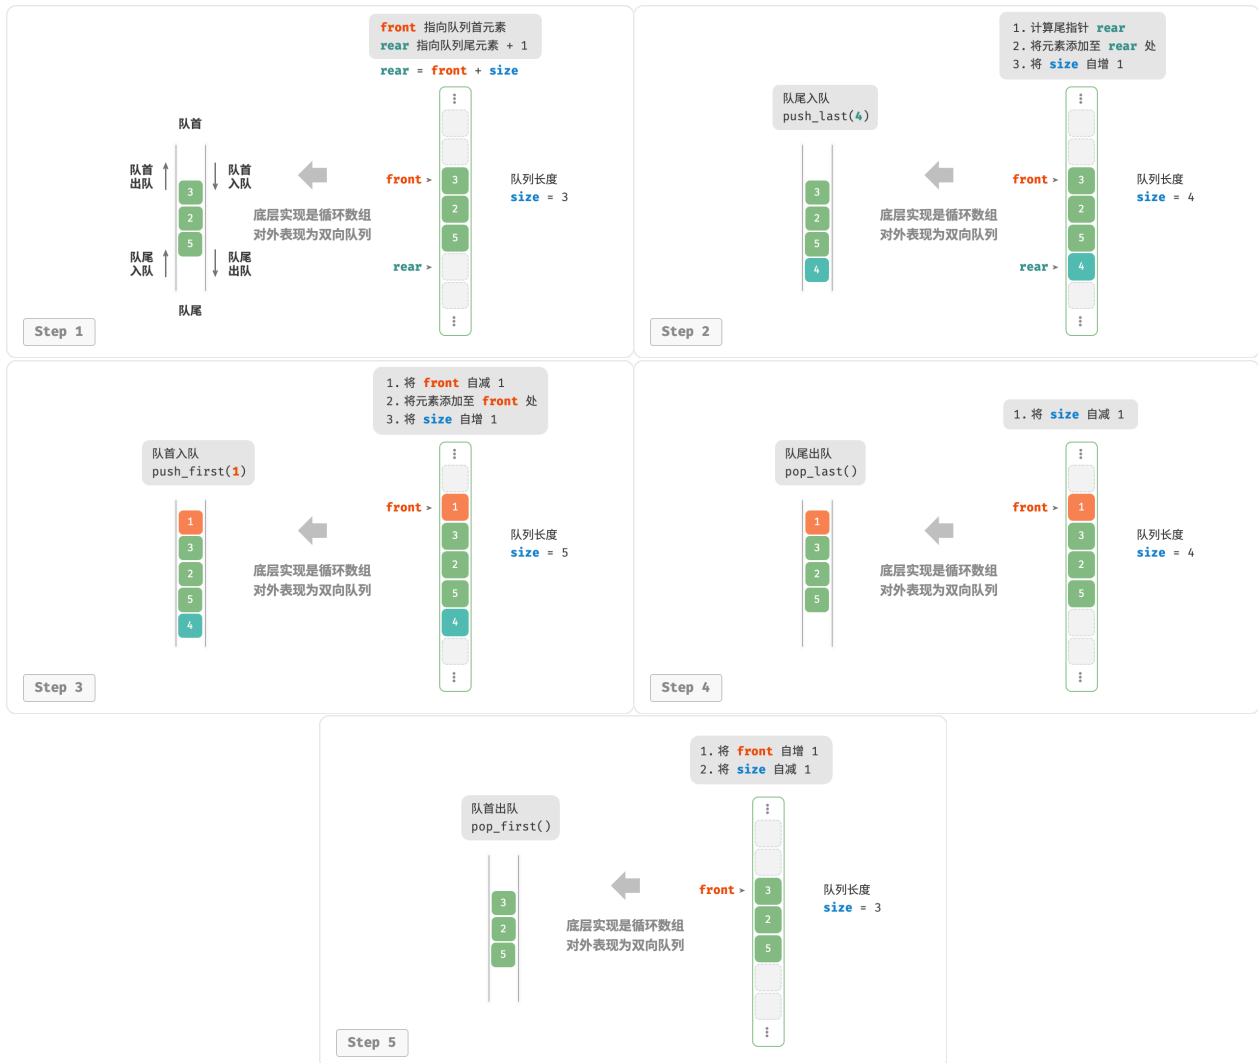 front 指向队列首元素
rear 指向队列尾元素 + 1
rear = front + size
队首
队首
出队
队首
入队
3
2
5
队尾
入队
队尾
出队
队尾
底层实现是循环数组
对外表现为双向队列
front
3
2
5
rear
队列长度
size = 3
Step 1
1. 计算尾指针 rear
2. 将元素添加至 rear 处
3. 将 size 自增 1
队尾入队
push_last(4)
3
2
5
4
底层实现是循环数组
对外表现为双向队列
front
3
2
5
rear
4
队列长度
size = 4
Step 2
1. 将 front 自减 1
2. 将元素添加至 front 处
3. 将 size 自增 1
队首入队
push_first(1)
1
3
2
5
4
底层实现是循环数组
对外表现为双向队列
front
1
3
2
5
4
队列长度
size = 5
Step 3
1. 将 size 自减 1
队尾出队
pop_last()
1
3
2
5
底层实现是循环数组
对外表现为双向队列
front
1
3
2
5
队列长度
size = 4
Step 4
1. 将 front 自增 1
2. 将 size 自减 1
队首出队
pop_first()
3
2
5
底层实现是循环数组
对外表现为双向队列
front
3
2
5
队列长度
size = 3
Step 5